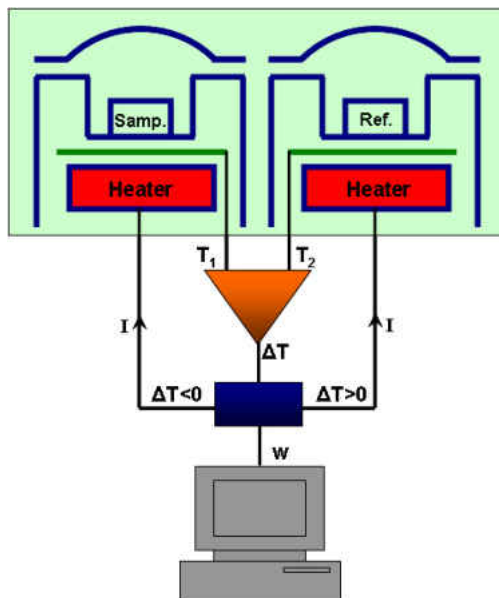 Samp.
Ref.
Heater
Heater
T1
T2
I
I
ΔT
ΔT<0
ΔT>0
W